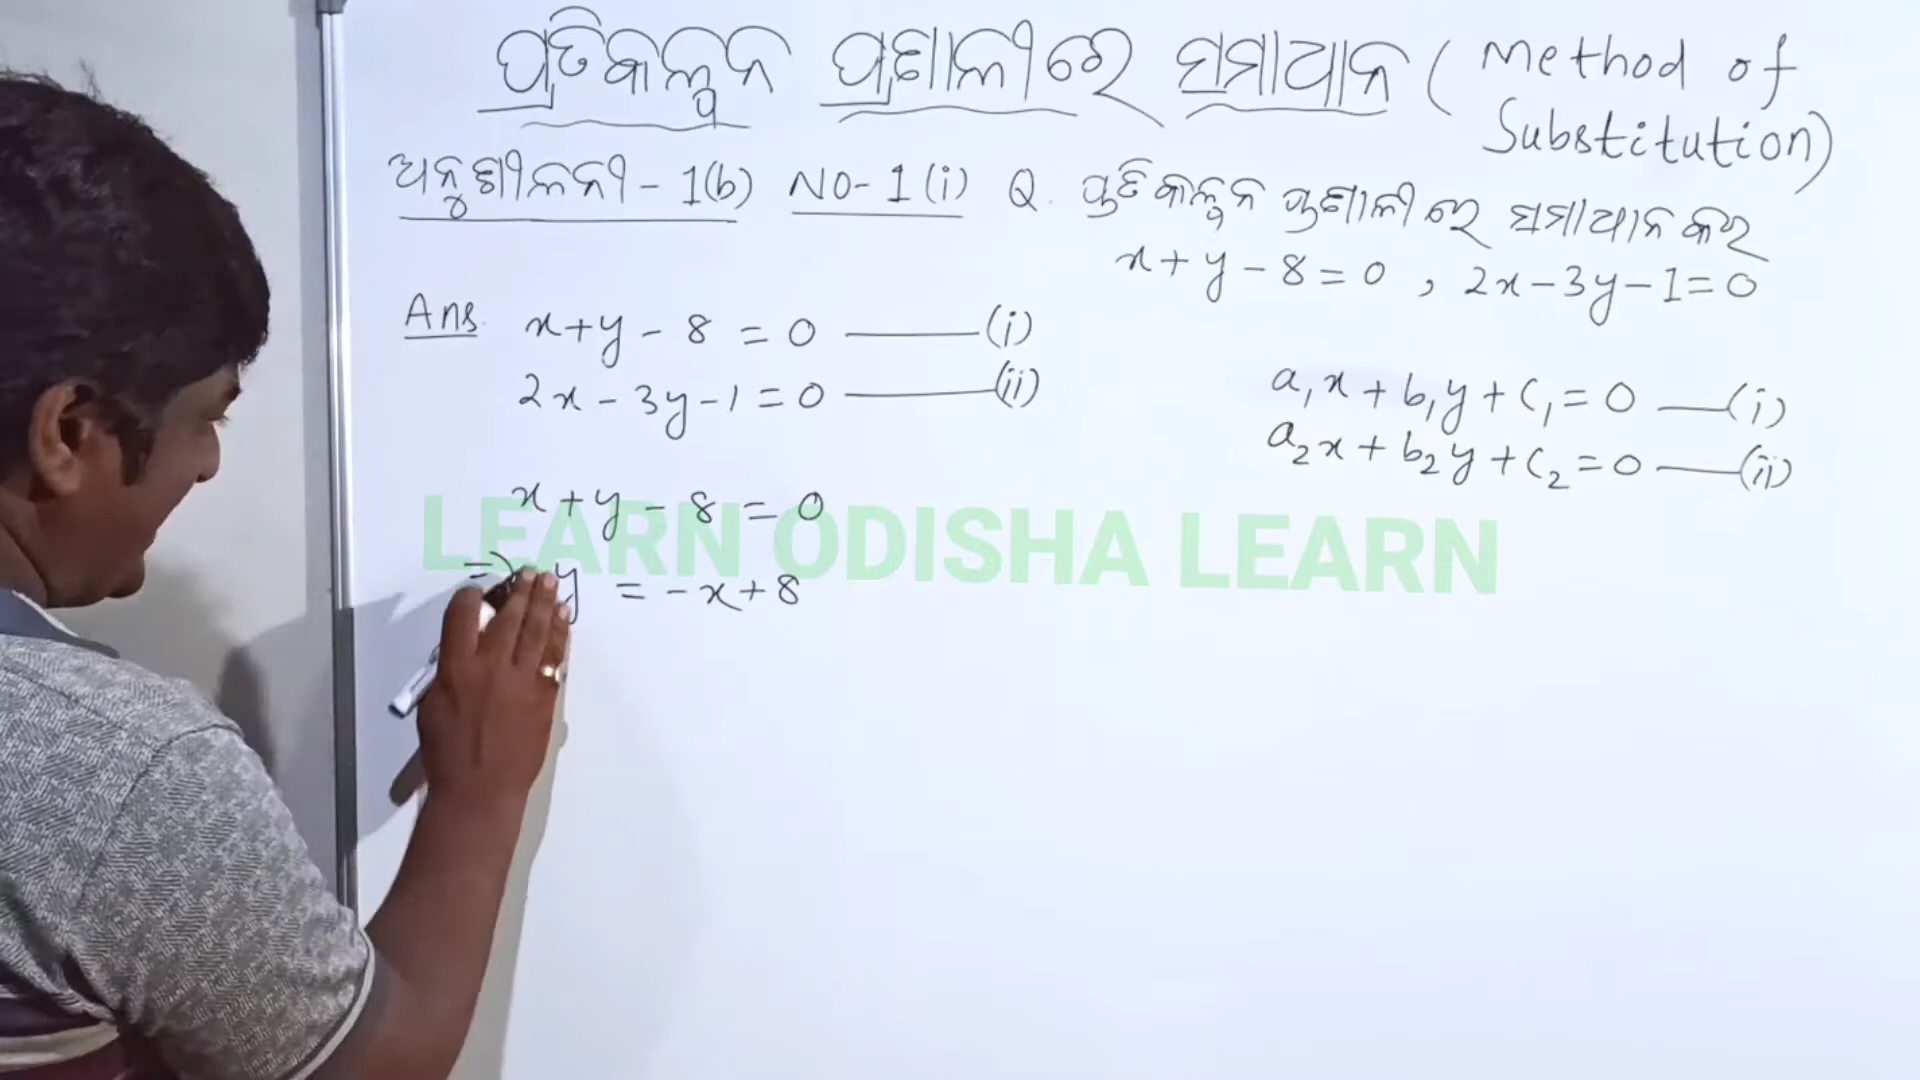 ପ୍ରତିକଳ୍ପନ ପ୍ରଣାଳୀରେ ସମାଧାନ ( Method of
Substitution)
ଅନୁଶୀଳନୀ - 1(b) NO- 1 (i) Q. ପ୍ରତିକଳ୍ପନ ପ୍ରଣାଳୀରେ ସମାଧାନ କର
x + y - 8 = 0 , 2x - 3y - 1 = 0
Ans. x + y - 8 = 0 ——— (i)
2x - 3y - 1 = 0 ——— (ii)
a₁x + b₁y + c₁ = 0 — (i)
a₂x + b₂y + c₂ = 0 — (ii)
x + y - 8 = 0
LEARN ODISHA LEARN
⇒ y = -x + 8